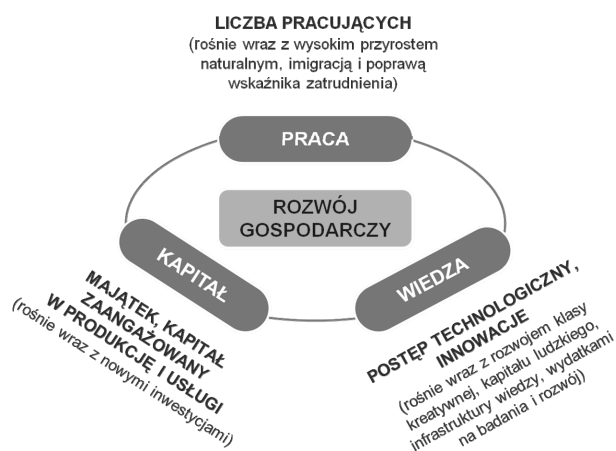 LICZBA PRACUJĄCYCH
(rośnie wraz z wysokim przyrostem
naturalnym, imigracją i poprawą
wskaźnika zatrudnienia)
PRACA
ROZWÓJ
GOSPODARCZY
KAPITAŁ
WIEDZA
MAJĄTEK, KAPITAŁ
ZAANGAŻOWANY
W PRODUKCJĘ I USŁUGI
(rośnie wraz z nowymi inwestycjami)
POSTĘP TECHNOLOGICZNY,
INNOWACJE
(rośnie wraz z rozwojem klasy
kreatywnej, kapitału ludzkiego,
infrastruktury wiedzy, wydatkami
na badania i rozwój)